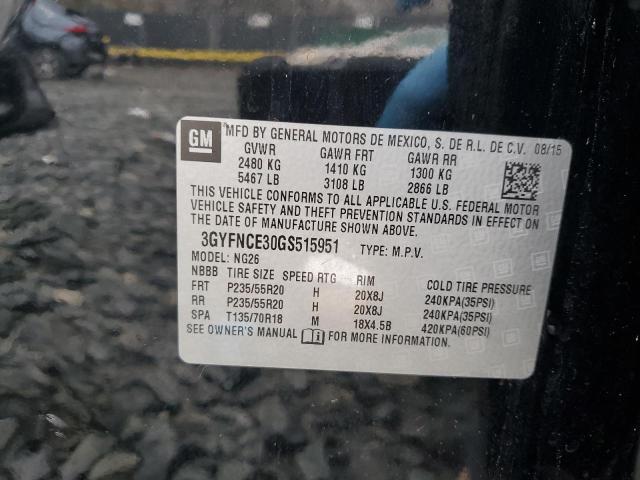 GM MFD BY GENERAL MOTORS DE MEXICO, S. DE R.L. DE C.V. 08/15
GVWR GAWR FRT GAWR RR
2480 KG 1410 KG 1300 KG
5467 LB 3108 LB 2866 LB
THIS VEHICLE CONFORMS TO ALL APPLICABLE U.S. FEDERAL MOTOR
VEHICLE SAFETY AND THEFT PREVENTION STANDARDS IN EFFECT ON
THE DATE OF MANUFACTURE SHOWN ABOVE.
3GYFNCE30GS515951 TYPE: M.P.V.
MODEL: NG26
NBBB TIRE SIZE SPEED RTG RIM COLD TIRE PRESSURE
FRT P235/55R20 H 20X8J 240KPA(35PSI)
RR P235/55R20 H 20X8J 240KPA(35PSI)
SPA T135/70R18 M 18X4.5B 420KPA(60PSI)
SEE OWNER'S MANUAL FOR MORE INFORMATION.